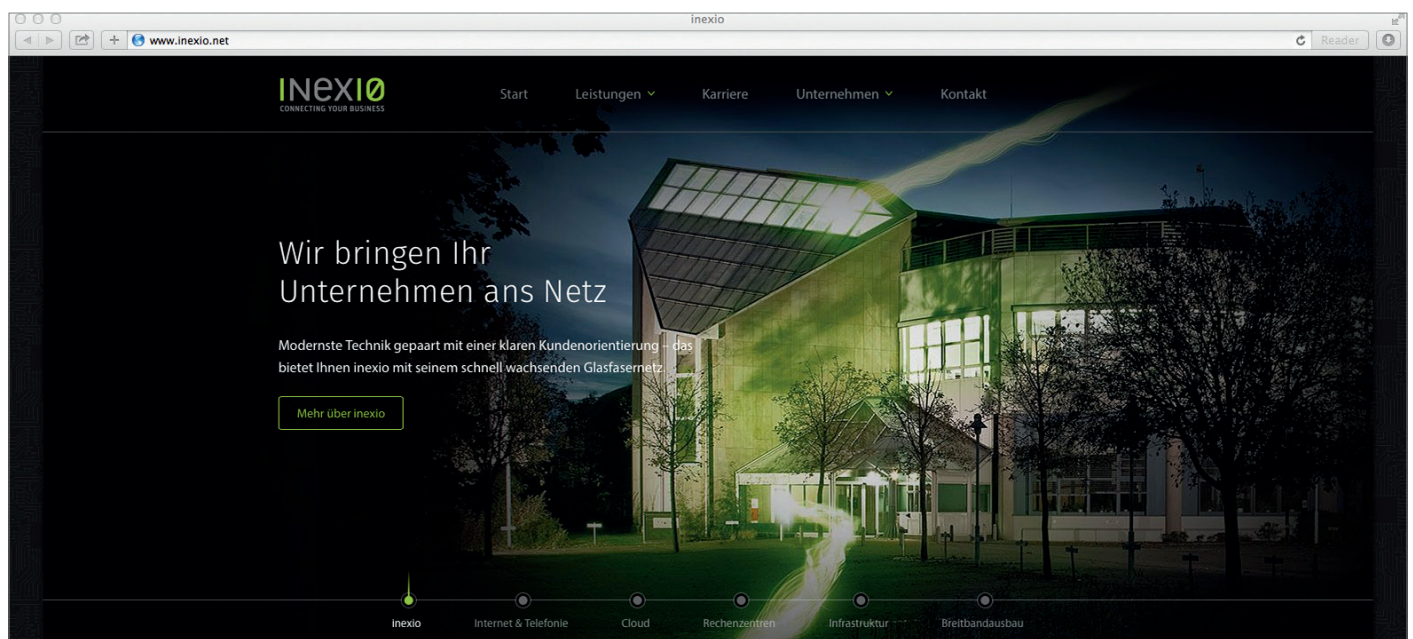 inexio
www.inexio.net
Reader
INEXIO
CONNECTING YOUR BUSINESS
Start Leistungen Karriere Unternehmen Kontakt
Wir bringen Ihr
Unternehmen ans Netz
Modernste Technik gepaart mit einer klaren Kundenorientierung – das
bietet Ihnen inexio mit seinem schnell wachsenden Glasfasernetz.
Mehr über inexio
inexio Internet & Telefonie Cloud Rechenzentren Infrastruktur Breitbandausbau